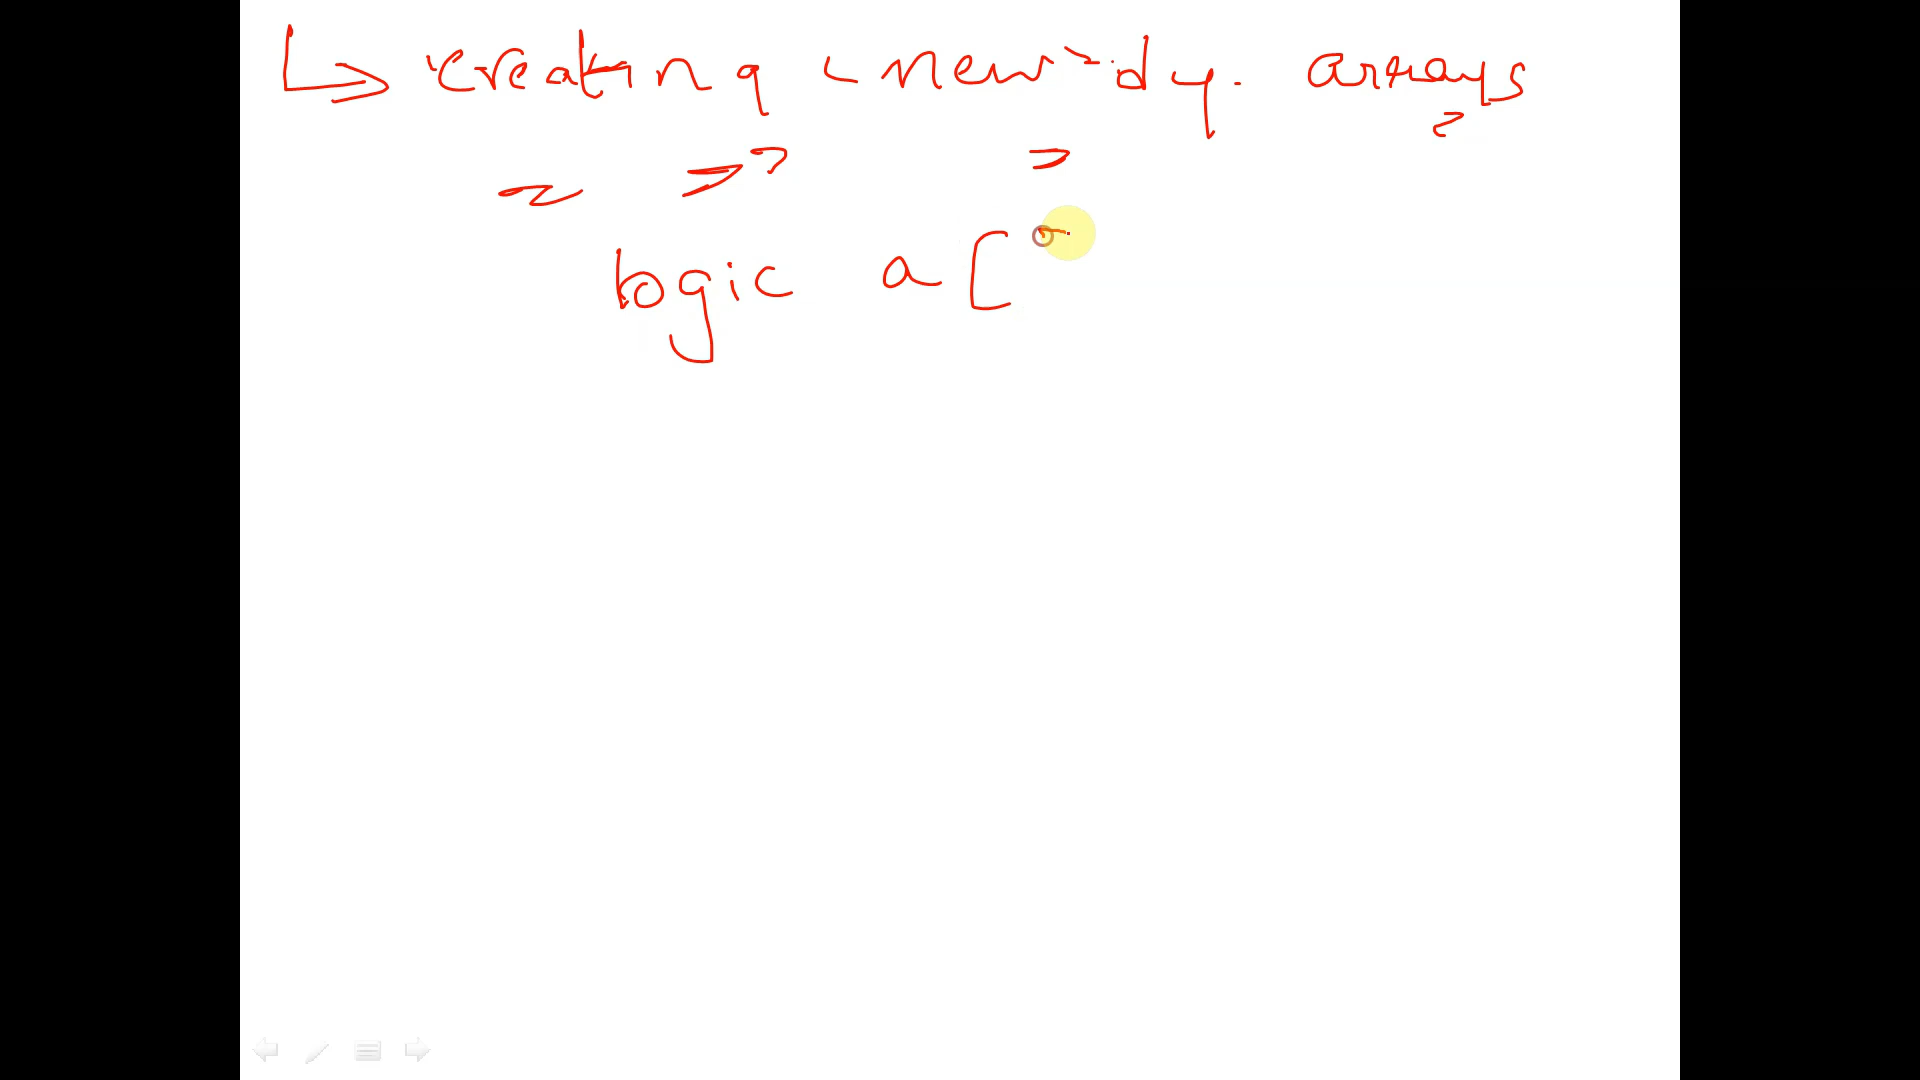 ↳ creating new dy. arrays
logic a [